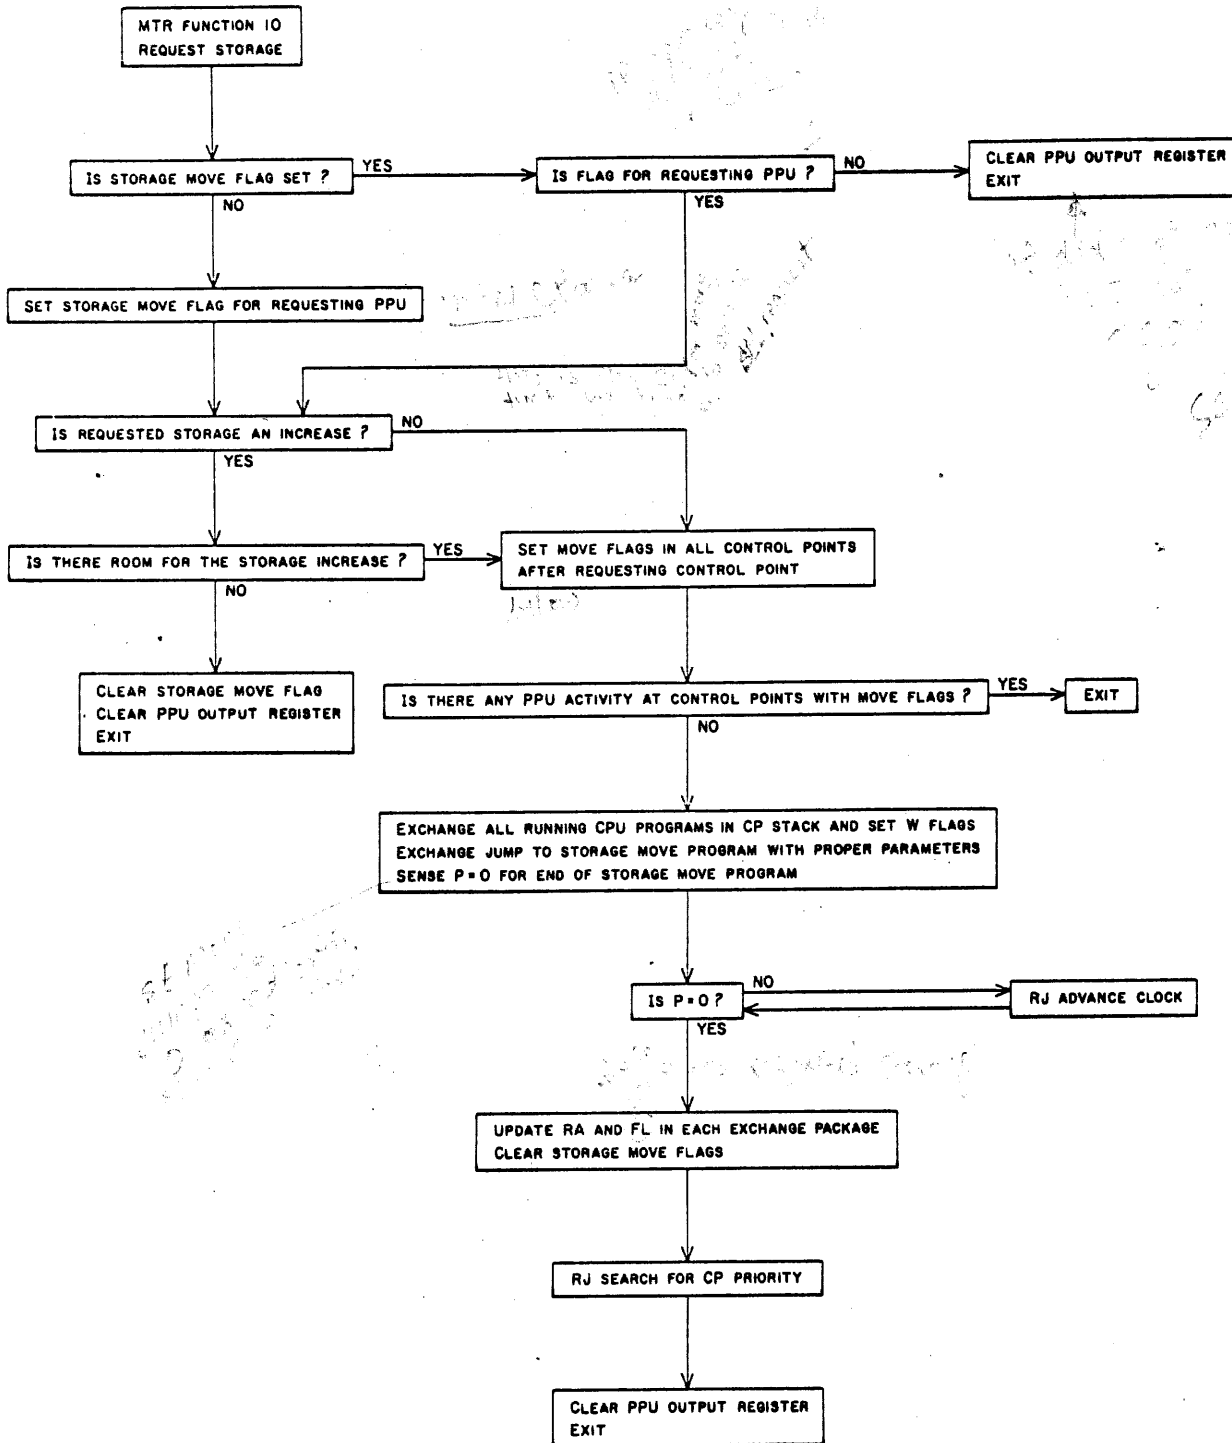 MTR FUNCTION 10
REQUEST STORAGE
IS STORAGE MOVE FLAG SET ?
YES
NO
IS FLAG FOR REQUESTING PPU ?
NO
YES
CLEAR PPU OUTPUT REGISTER
EXIT
SET STORAGE MOVE FLAG FOR REQUESTING PPU
IS REQUESTED STORAGE AN INCREASE ?
NO
YES
IS THERE ROOM FOR THE STORAGE INCREASE ?
YES
NO
SET MOVE FLAGS IN ALL CONTROL POINTS
AFTER REQUESTING CONTROL POINT
CLEAR STORAGE MOVE FLAG
CLEAR PPU OUTPUT REGISTER
EXIT
IS THERE ANY PPU ACTIVITY AT CONTROL POINTS WITH MOVE FLAGS ?
YES
NO
EXIT
EXCHANGE ALL RUNNING CPU PROGRAMS IN CP STACK AND SET W FLAGS
EXCHANGE JUMP TO STORAGE MOVE PROGRAM WITH PROPER PARAMETERS
SENSE P=0 FOR END OF STORAGE MOVE PROGRAM
IS P=0 ?
NO
YES
RJ ADVANCE CLOCK
UPDATE RA AND FL IN EACH EXCHANGE PACKAGE
CLEAR STORAGE MOVE FLAGS
RJ SEARCH FOR CP PRIORITY
CLEAR PPU OUTPUT REGISTER
EXIT